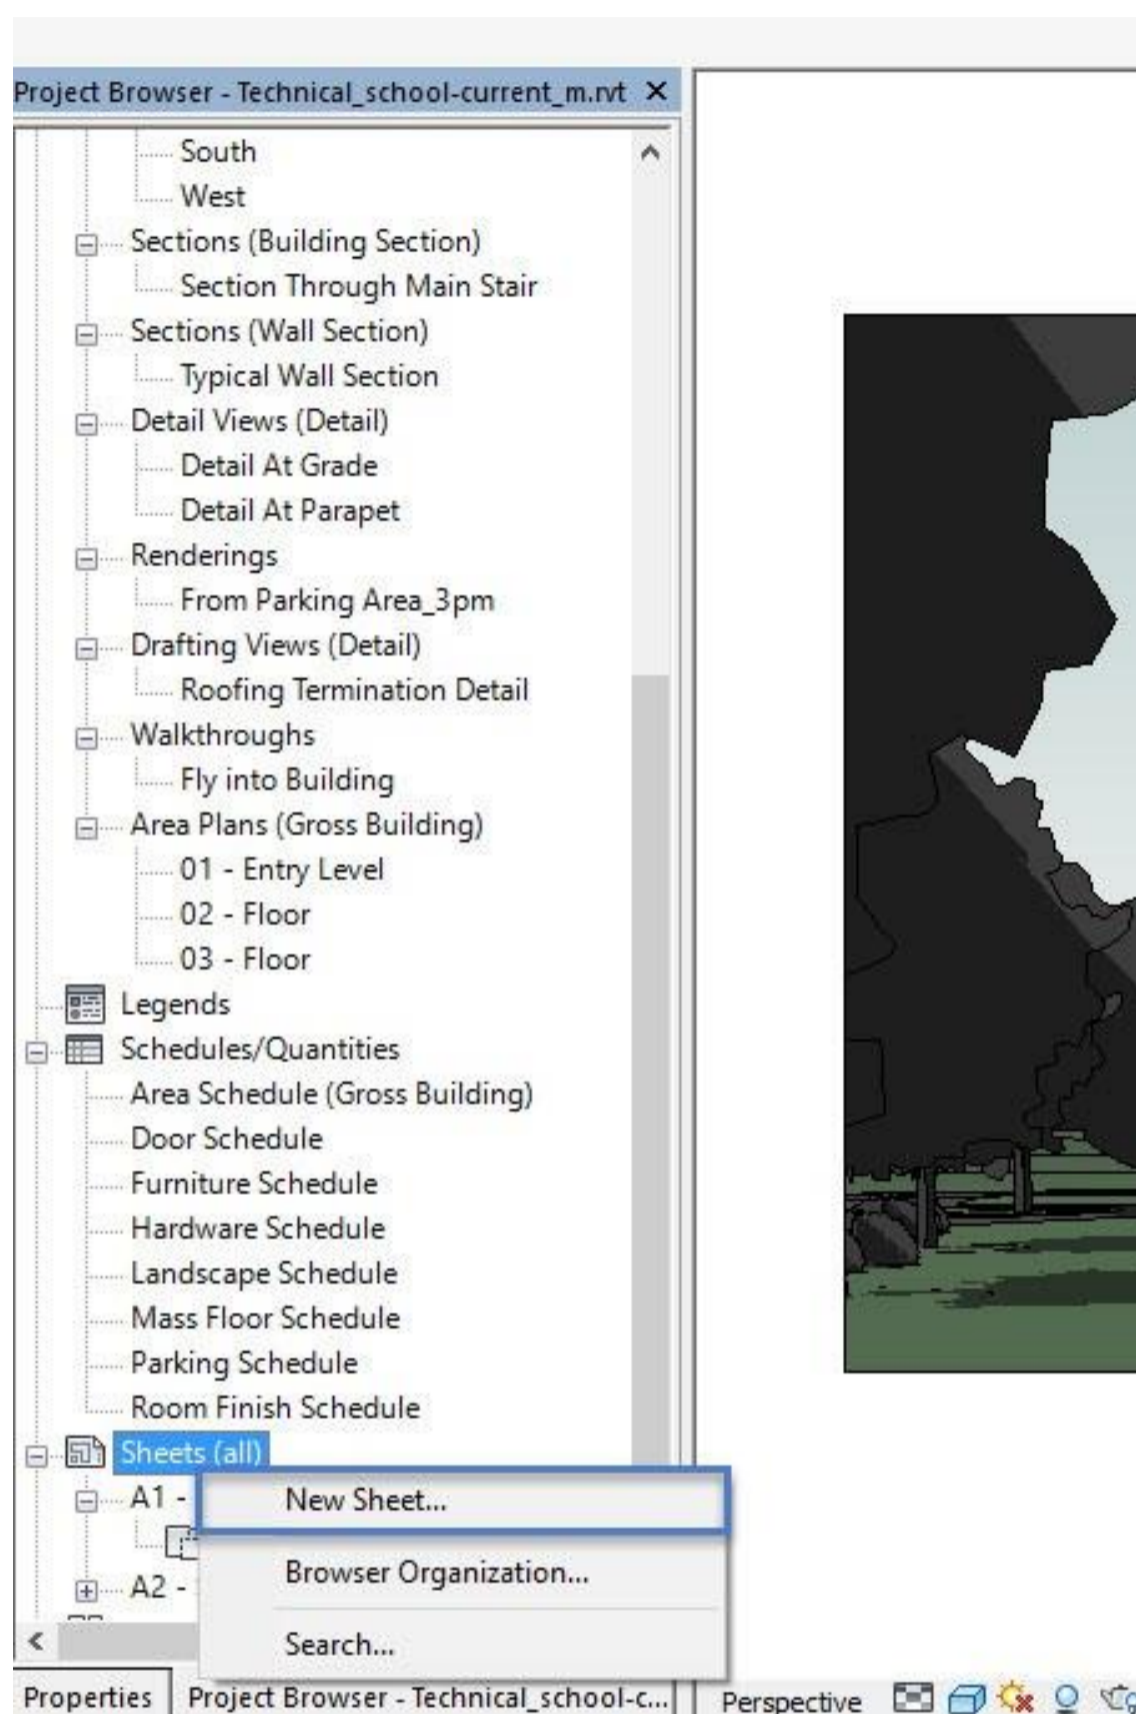 Project Browser - Technical_school-current_m.rvt
South
West
Sections (Building Section)
Section Through Main Stair
Sections (Wall Section)
Typical Wall Section
Detail Views (Detail)
Detail At Grade
Detail At Parapet
Renderings
From Parking Area_3pm
Drafting Views (Detail)
Roofing Termination Detail
Walkthroughs
Fly into Building
Area Plans (Gross Building)
01 - Entry Level
02 - Floor
03 - Floor
Legends
Schedules/Quantities
Area Schedule (Gross Building)
Door Schedule
Furniture Schedule
Hardware Schedule
Landscape Schedule
Mass Floor Schedule
Parking Schedule
Room Finish Schedule
Sheets (all)
A1 -
New Sheet...
Browser Organization...
A2 -
Search...
Properties
Project Browser - Technical_school-c...
Perspective